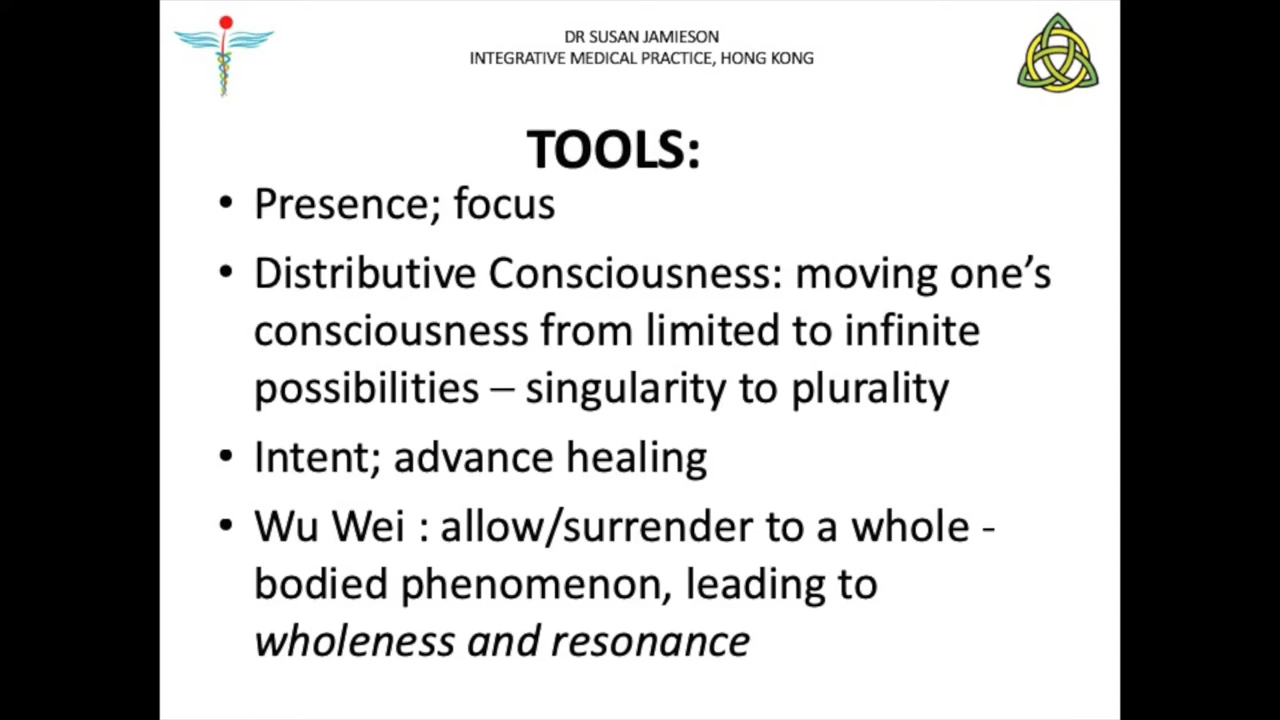 DR SUSAN JAMIESON
INTEGRATIVE MEDICAL PRACTICE, HONG KONG
TOOLS:
• Presence; focus
• Distributive Consciousness: moving one’s
consciousness from limited to infinite
possibilities – singularity to plurality
• Intent; advance healing
• Wu Wei : allow/surrender to a whole -
bodied phenomenon, leading to
wholeness and resonance